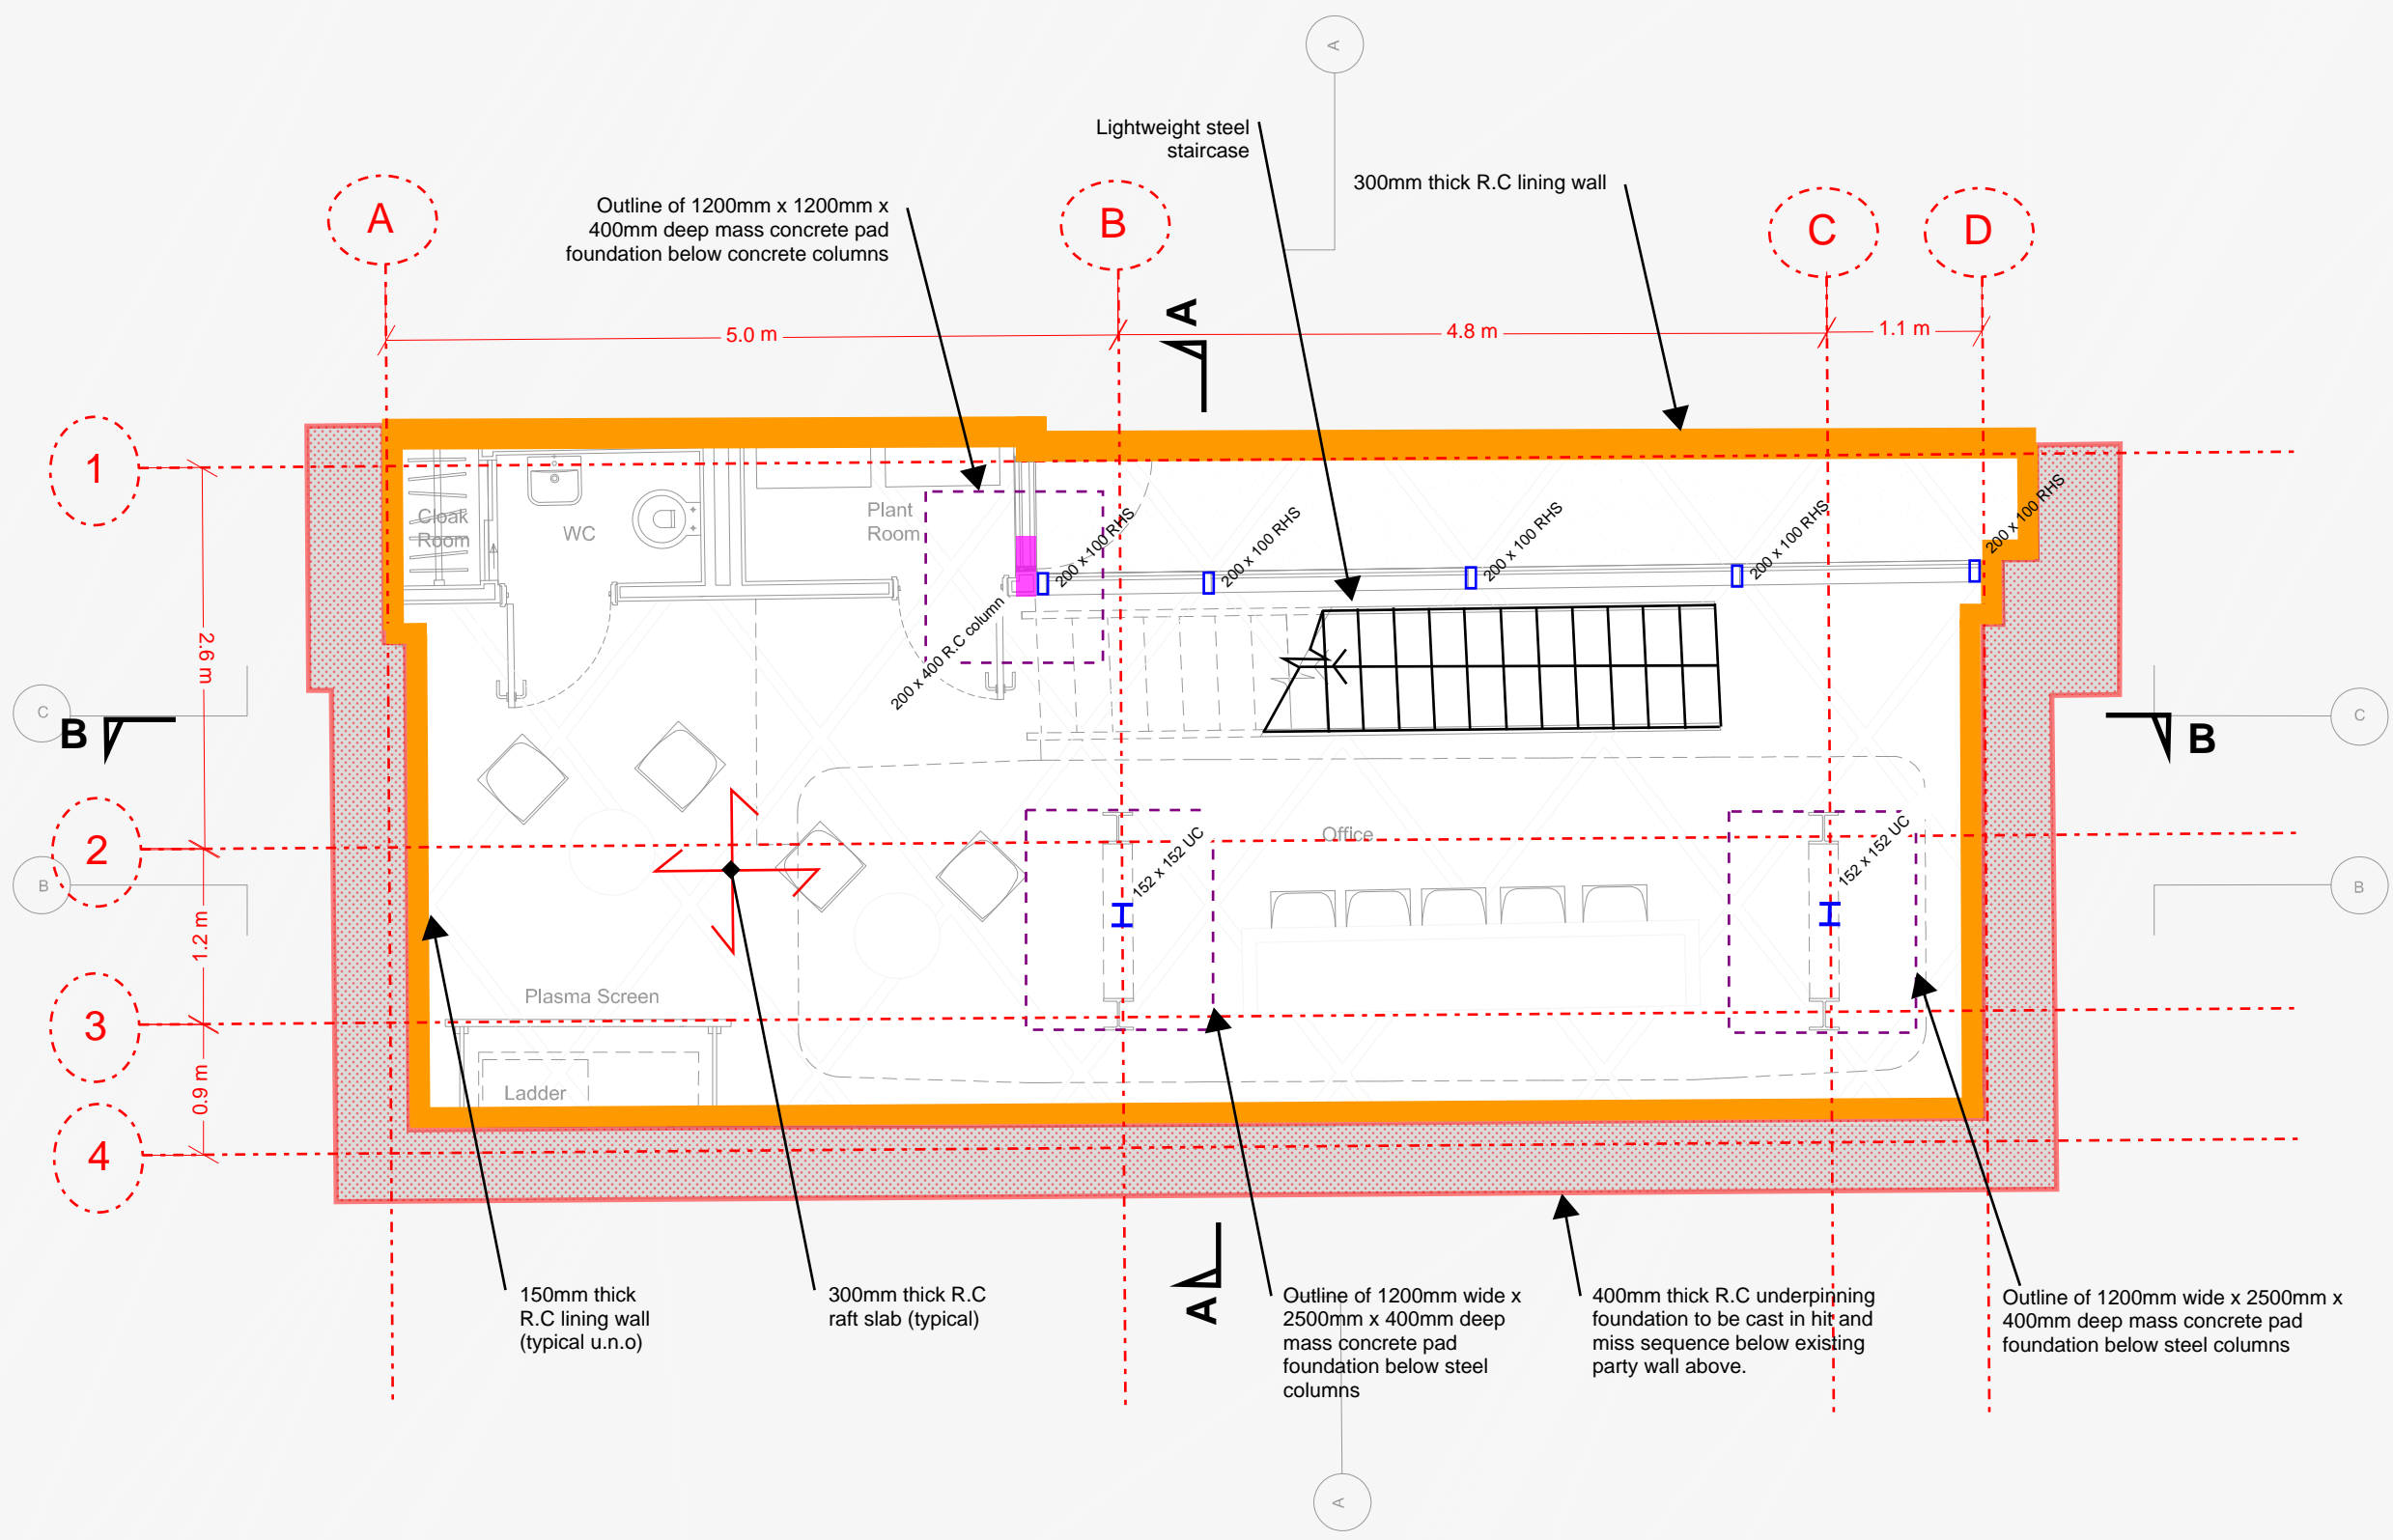 A
Lightweight steel
staircase
300mm thick R.C lining wall
Outline of 1200mm x 1200mm x
400mm deep mass concrete pad
foundation below concrete columns
A
B
C
D
A
5.0 m
4.8 m
1.1 m
1
Cloak
Room
WC
Plant
Room
200 x 100 RHS
200 x 100 RHS
200 x 100 RHS
200 x 100 RHS
200 x 100 RHS
200 x 400 R.C column
2.6 m
C
B
B
C
2
Office
152 x 152 UC
152 x 152 UC
B
B
1.2 m
Plasma Screen
3
0.9 m
Ladder
4
150mm thick
R.C lining wall
(typical u.n.o)
300mm thick R.C
raft slab (typical)
A
Outline of 1200mm wide x
2500mm x 400mm deep
mass concrete pad
foundation below steel
columns
400mm thick R.C underpinning
foundation to be cast in hit and
miss sequence below existing
party wall above.
Outline of 1200mm wide x 2500mm x
400mm deep mass concrete pad
foundation below steel columns
A